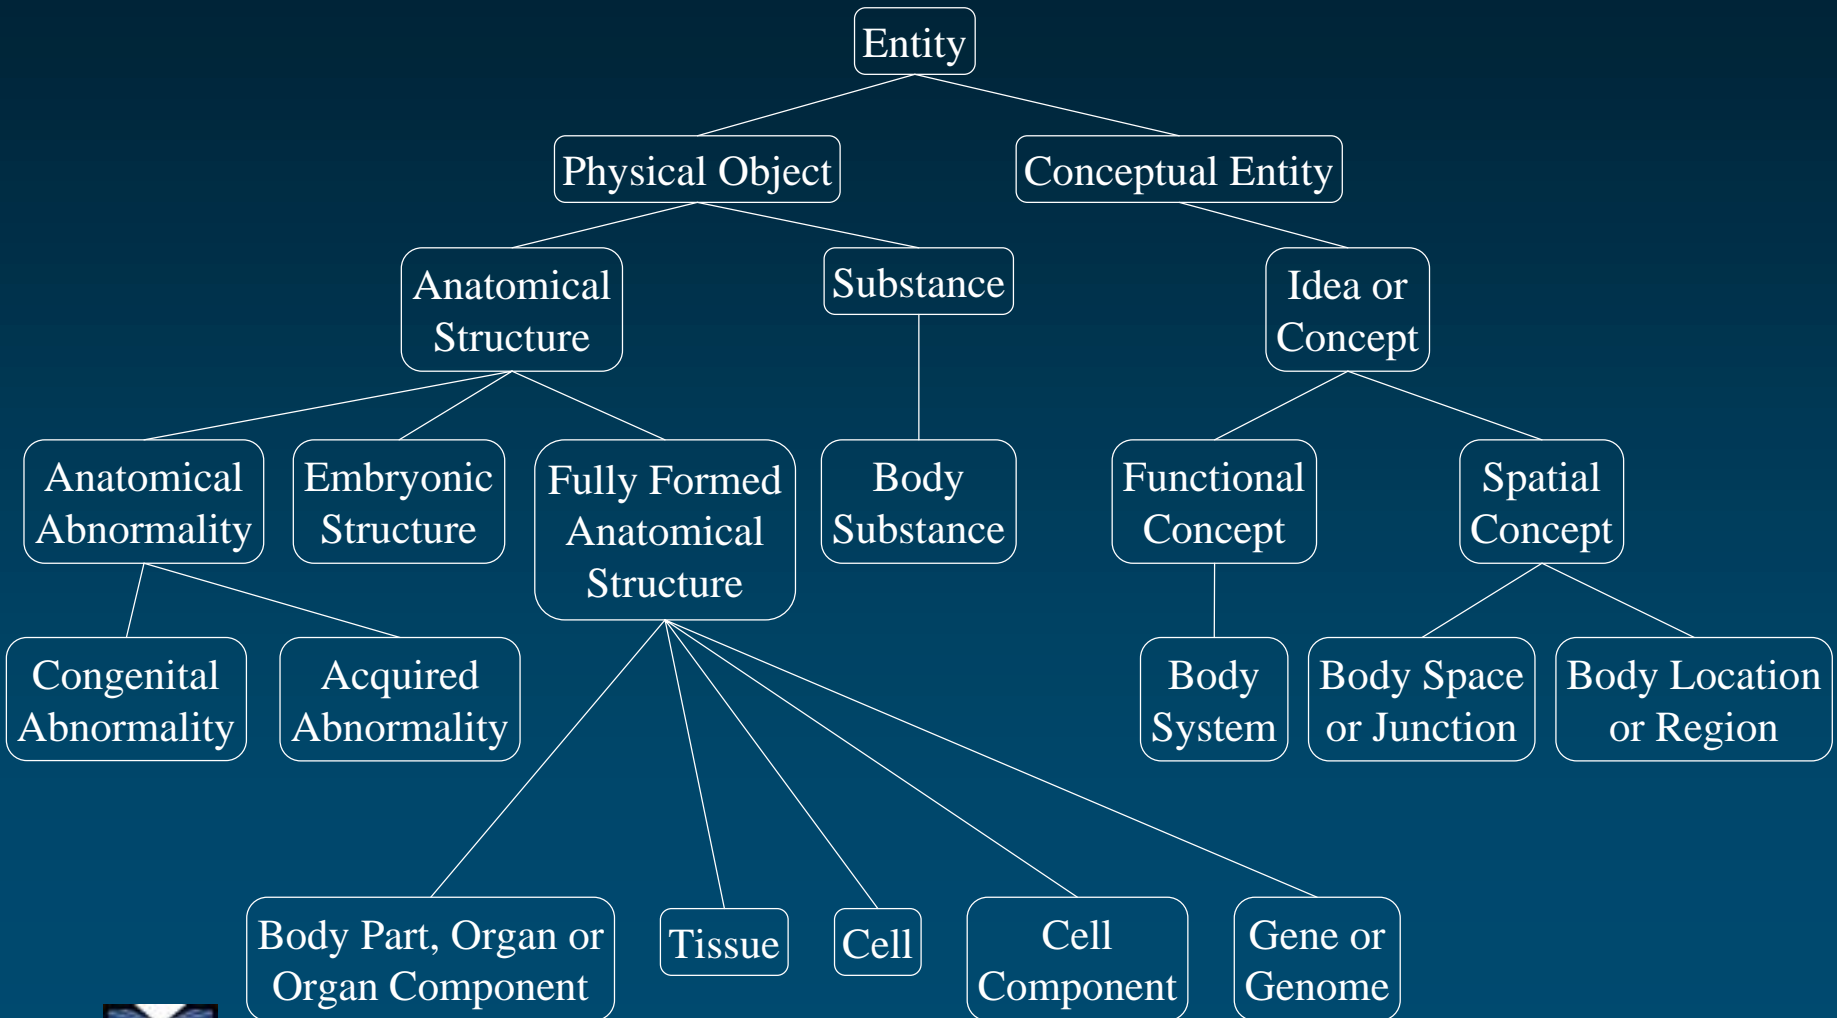 Entity
Physical Object
Conceptual Entity
Anatomical
Structure
Substance
Idea or
Concept
Anatomical
Abnormality
Embryonic
Structure
Fully Formed
Anatomical
Structure
Body
Substance
Functional
Concept
Spatial
Concept
Congenital
Abnormality
Acquired
Abnormality
Body
System
Body Space
or Junction
Body Location
or Region
Body Part, Organ or
Organ Component
Tissue
Cell
Cell
Component
Gene or
Genome